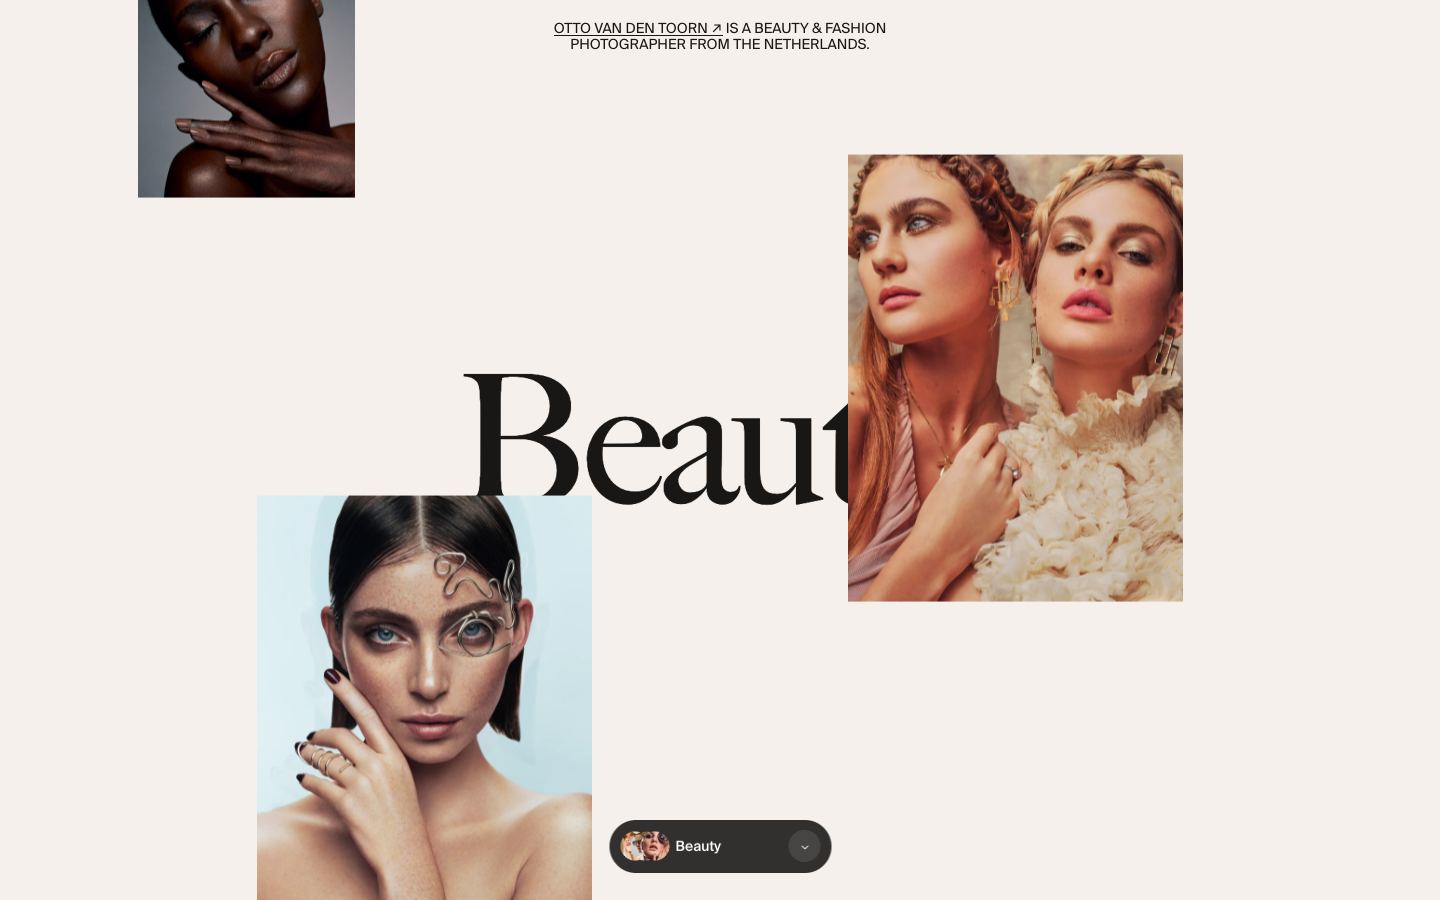 OTTO VAN DEN TOORN ↗ IS A BEAUTY & FASHION
PHOTOGRAPHER FROM THE NETHERLANDS.
Beaut
Beauty